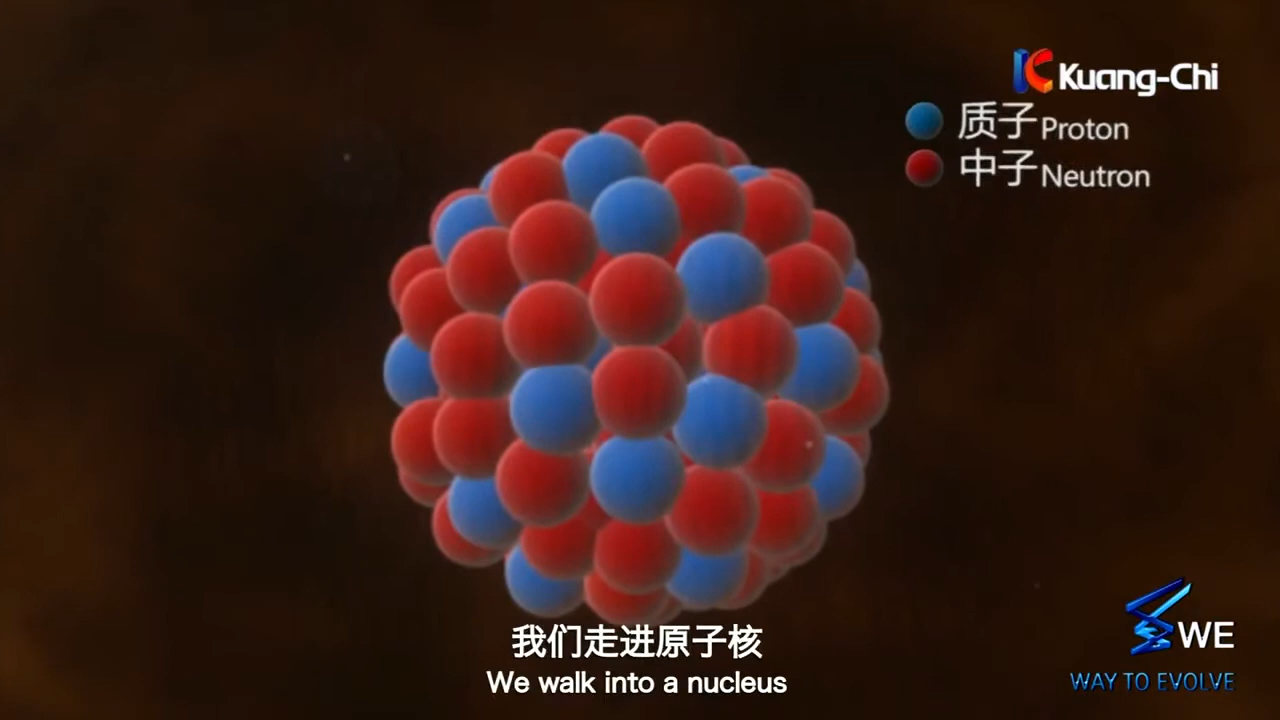 Kuang-Chi
质子Proton
中子Neutron
WE
WAY TO EVOLVE
我们走进原子核
We walk into a nucleus